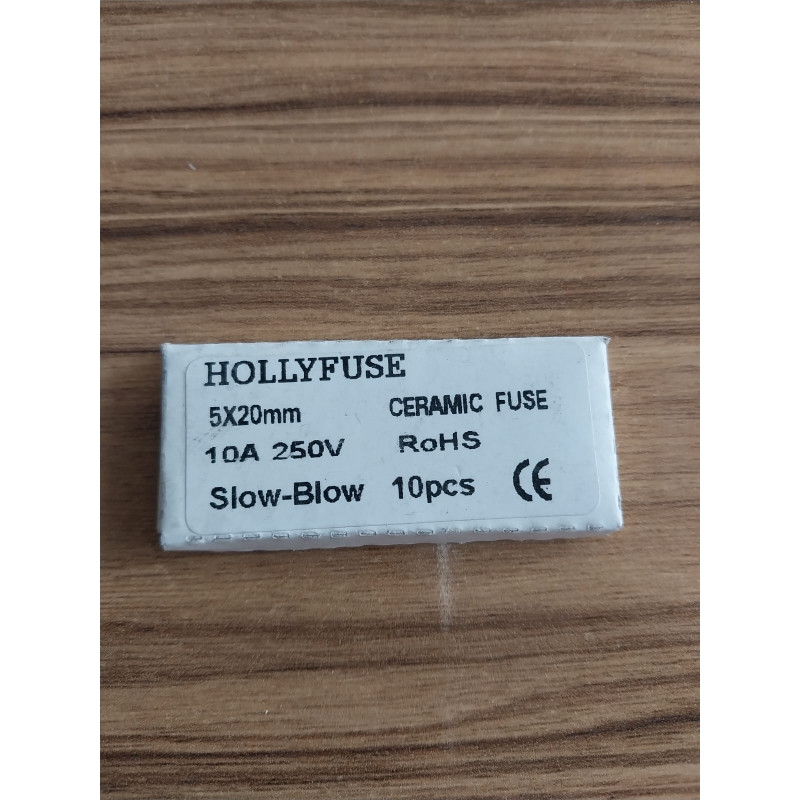 HOLLYFUSE
5X20mm CERAMIC FUSE
10A 250V RoHS
Slow-Blow 10pcs CE